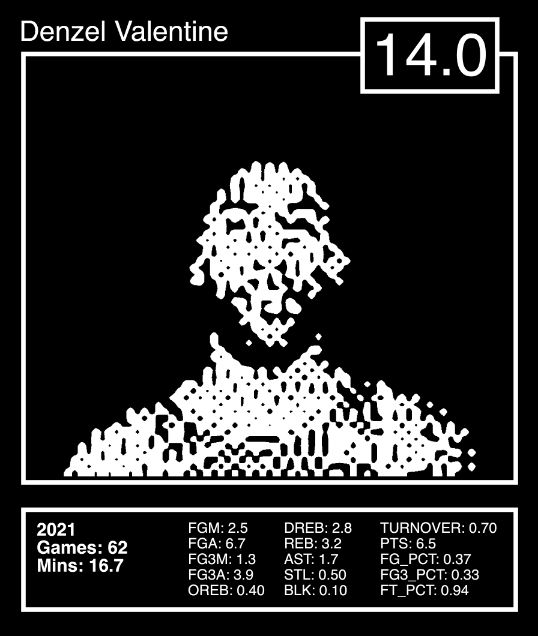 Denzel Valentine
14.0
2021
Games: 62
Mins: 16.7
FGM: 2.5
FGA: 6.7
FG3M: 1.3
FG3A: 3.9
OREB: 0.40
DREB: 2.8
REB: 3.2
AST: 1.7
STL: 0.50
BLK: 0.10
TURNOVER: 0.70
PTS: 6.5
FG_PCT: 0.37
FG3_PCT: 0.33
FT_PCT: 0.94